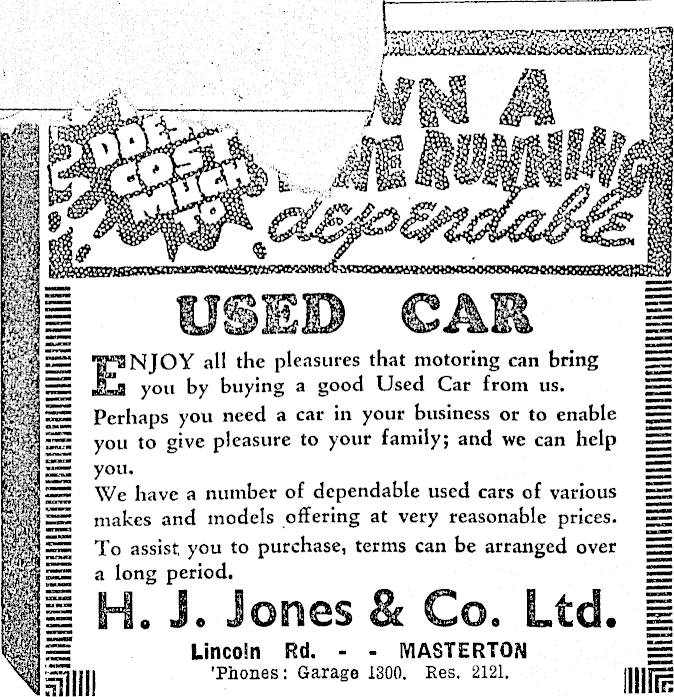 COST
MUCH
TO
A
RUNNING
dependable
USED CAR
ENJOY all the pleasures that motoring can bring
you by buying a good Used Car from us.
Perhaps you need a car in your business or to enable
you to give pleasure to your family; and we can help
you.
We have a number of dependable used cars of various
makes and models offering at very reasonable prices.
To assist you to purchase, terms can be arranged over
a long period.
H. J. Jones & Co. Ltd.
Lincoln Rd. - - MASTERTON
'Phones: Garage 1300. Res. 2121.